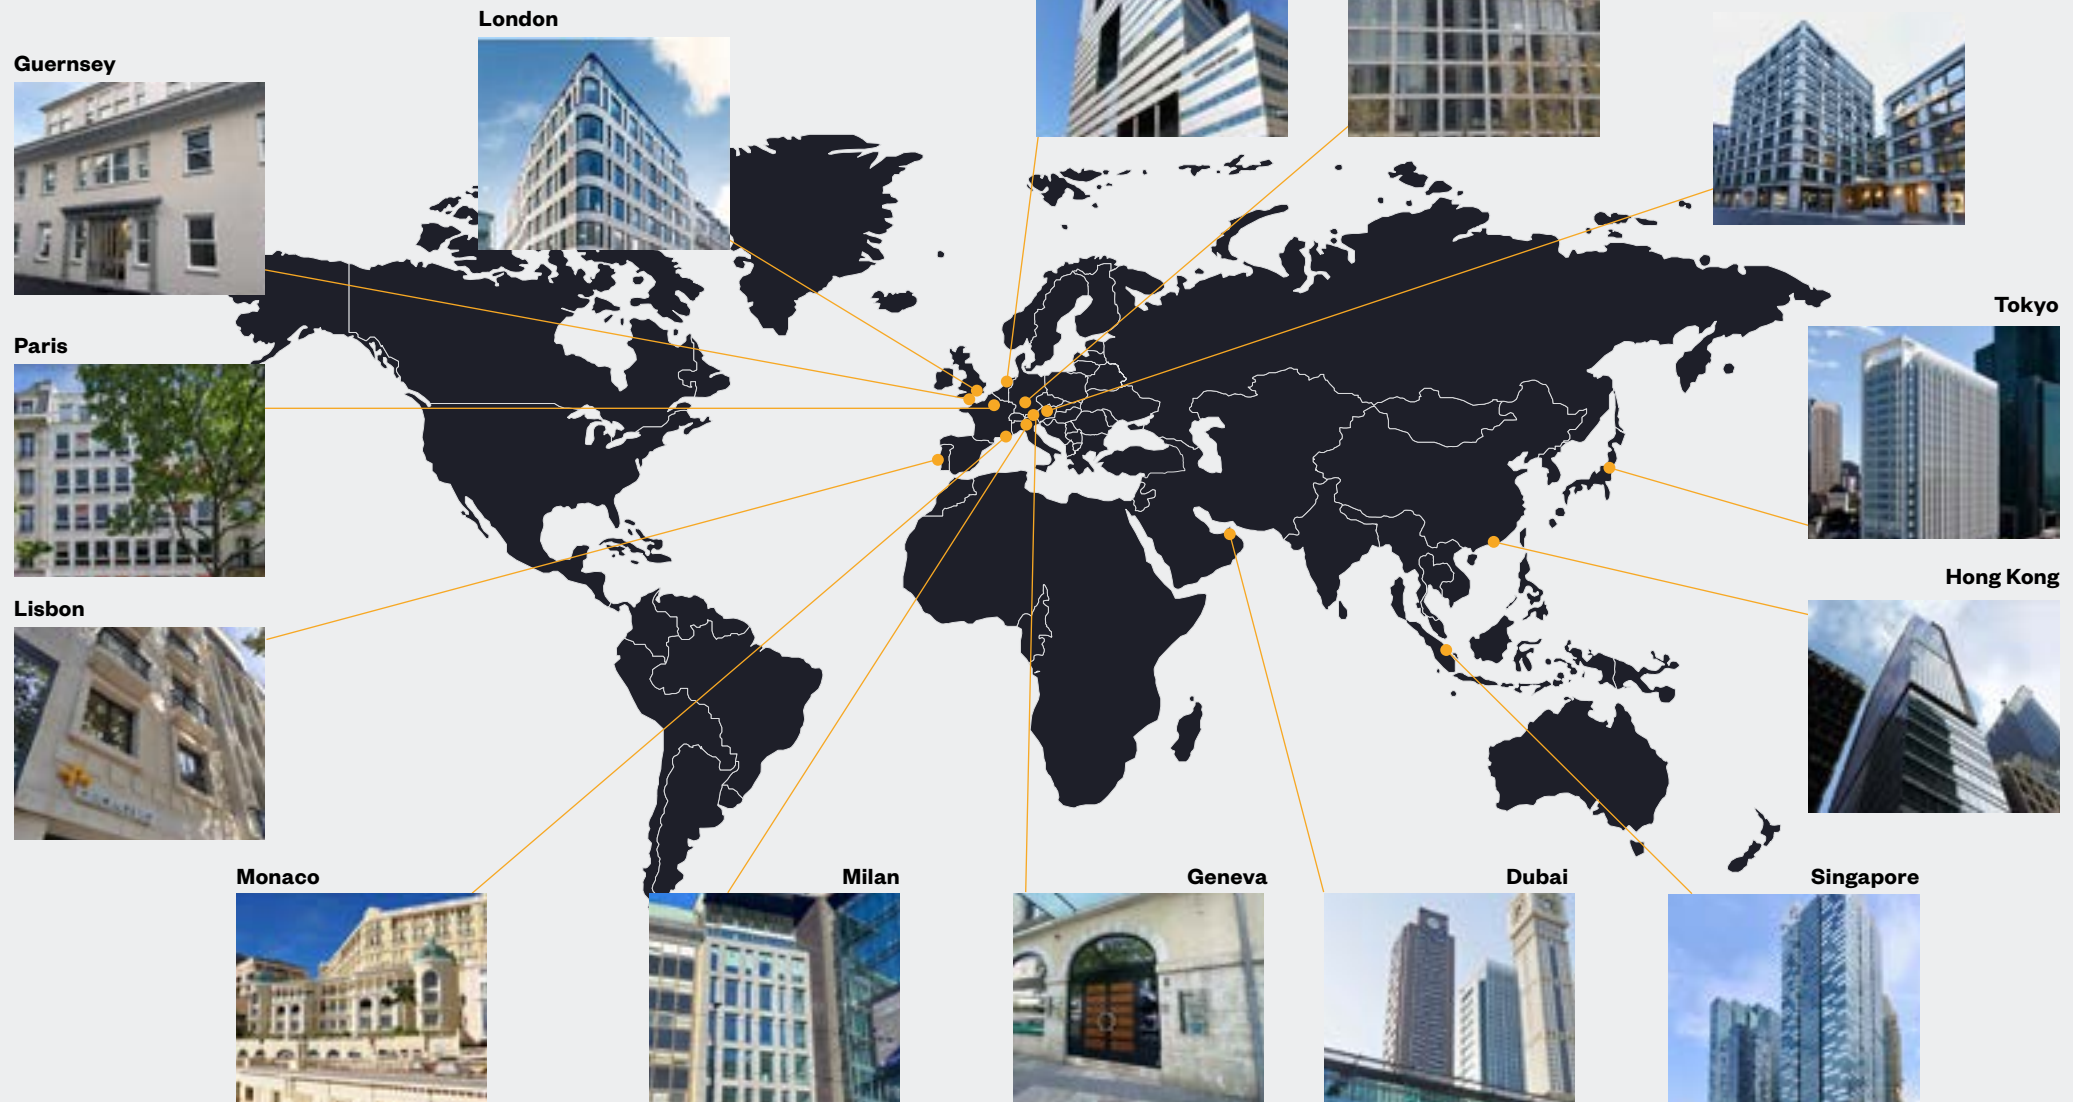 London
Guernsey
Tokyo
Paris
Hong Kong
Lisbon
Monaco
Milan
Geneva
Dubai
Singapore